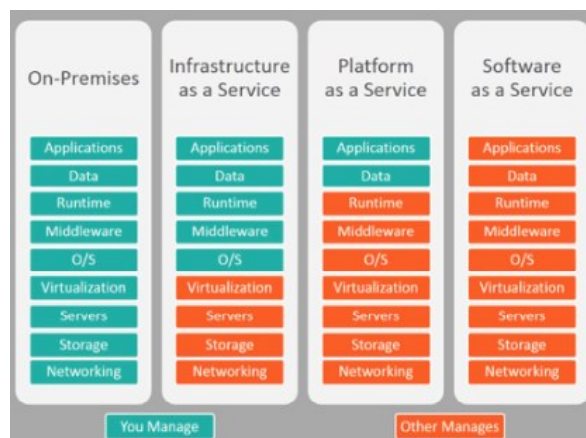 On-Premises
Applications
Data
Runtime
Middleware
O/S
Virtualization
Servers
Storage
Networking
Infrastructure
as a Service
Applications
Data
Runtime
Middleware
O/S
Virtualization
Servers
Storage
Networking
Platform
as a Service
Applications
Data
Runtime
Middleware
O/S
Virtualization
Servers
Storage
Networking
Software
as a Service
Applications
Data
Runtime
Middleware
O/S
Virtualization
Servers
Storage
Networking
You Manage
Other Manages